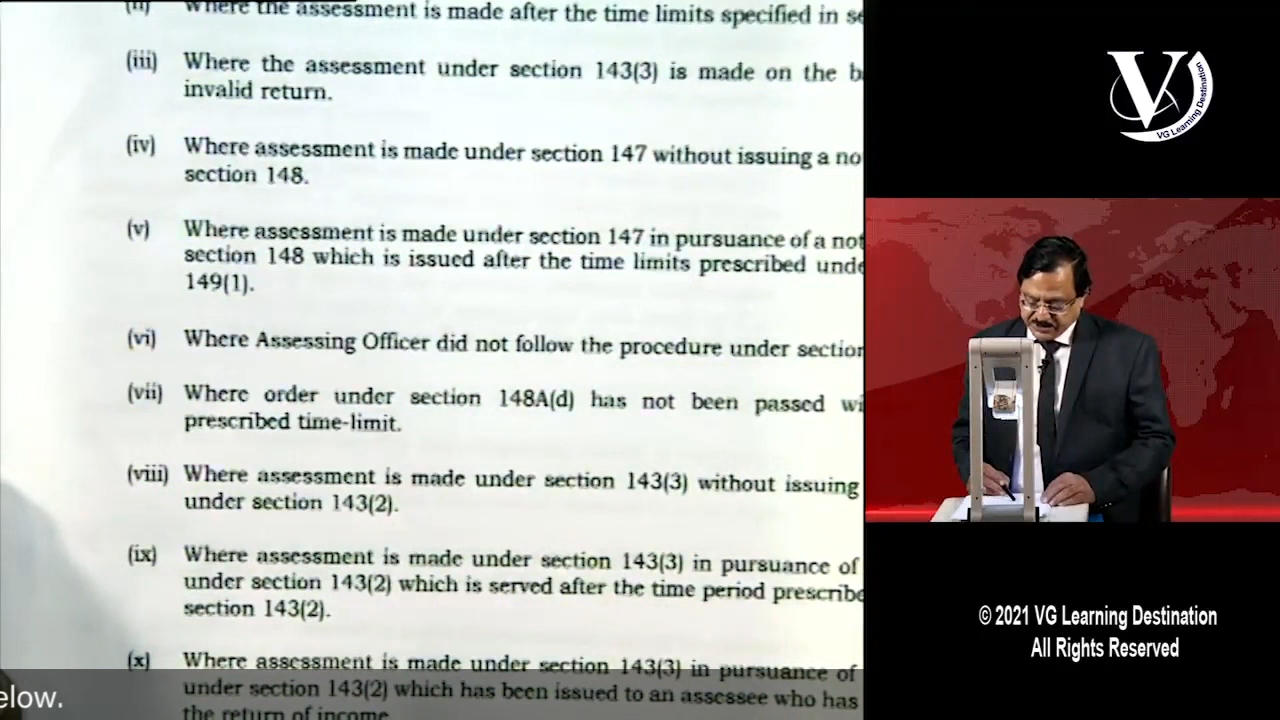 (ii) Where the assessment is made after the time limits specified in se
(iii) Where the assessment under section 143(3) is made on the b
invalid return.
(iv) Where assessment is made under section 147 without issuing a no
section 148.
(v) Where assessment is made under section 147 in pursuance of a not
section 148 which is issued after the time limits prescribed unde
149(1).
(vi) Where Assessing Officer did not follow the procedure under section
(vii) Where order under section 148A(d) has not been passed wi
prescribed time-limit.
(viii) Where assessment is made under section 143(3) without issuing
under section 143(2).
(ix) Where assessment is made under section 143(3) in pursuance of
under section 143(2) which is served after the time period prescribe
section 143(2).
(x) Where assessment is made under section 143(3) in pursuance of
under section 143(2) which has been issued to an assessee who has
the return of income
elow.
V
VG Learning Destination
© 2021 VG Learning Destination
All Rights Reserved